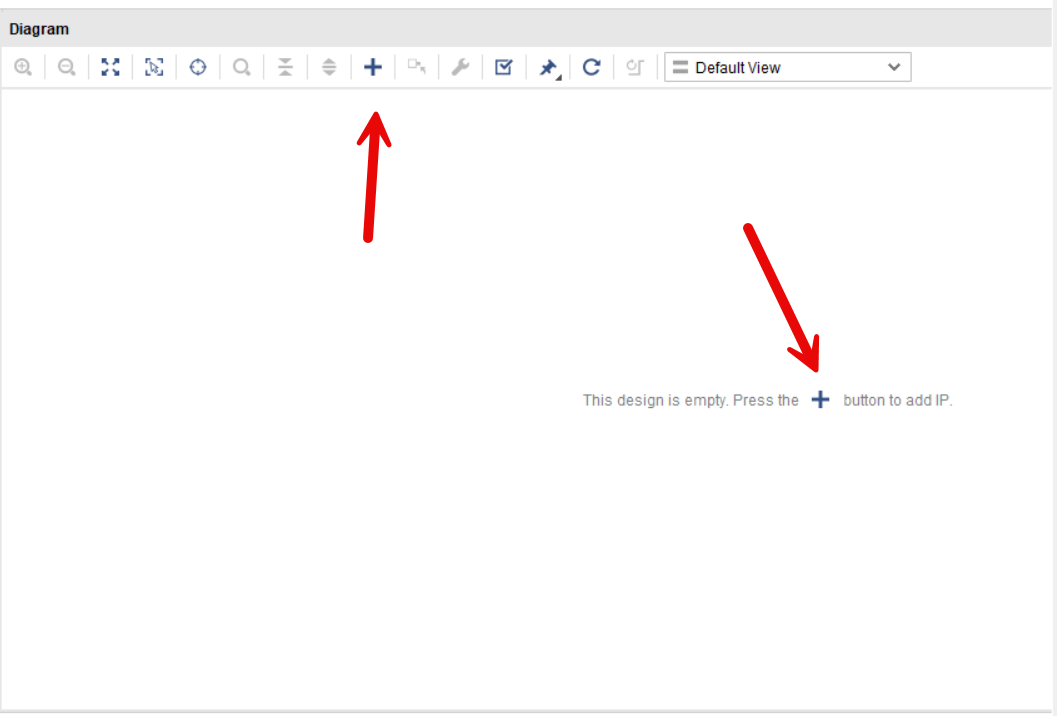 Diagram
Default View
This design is empty. Press the + button to add IP.